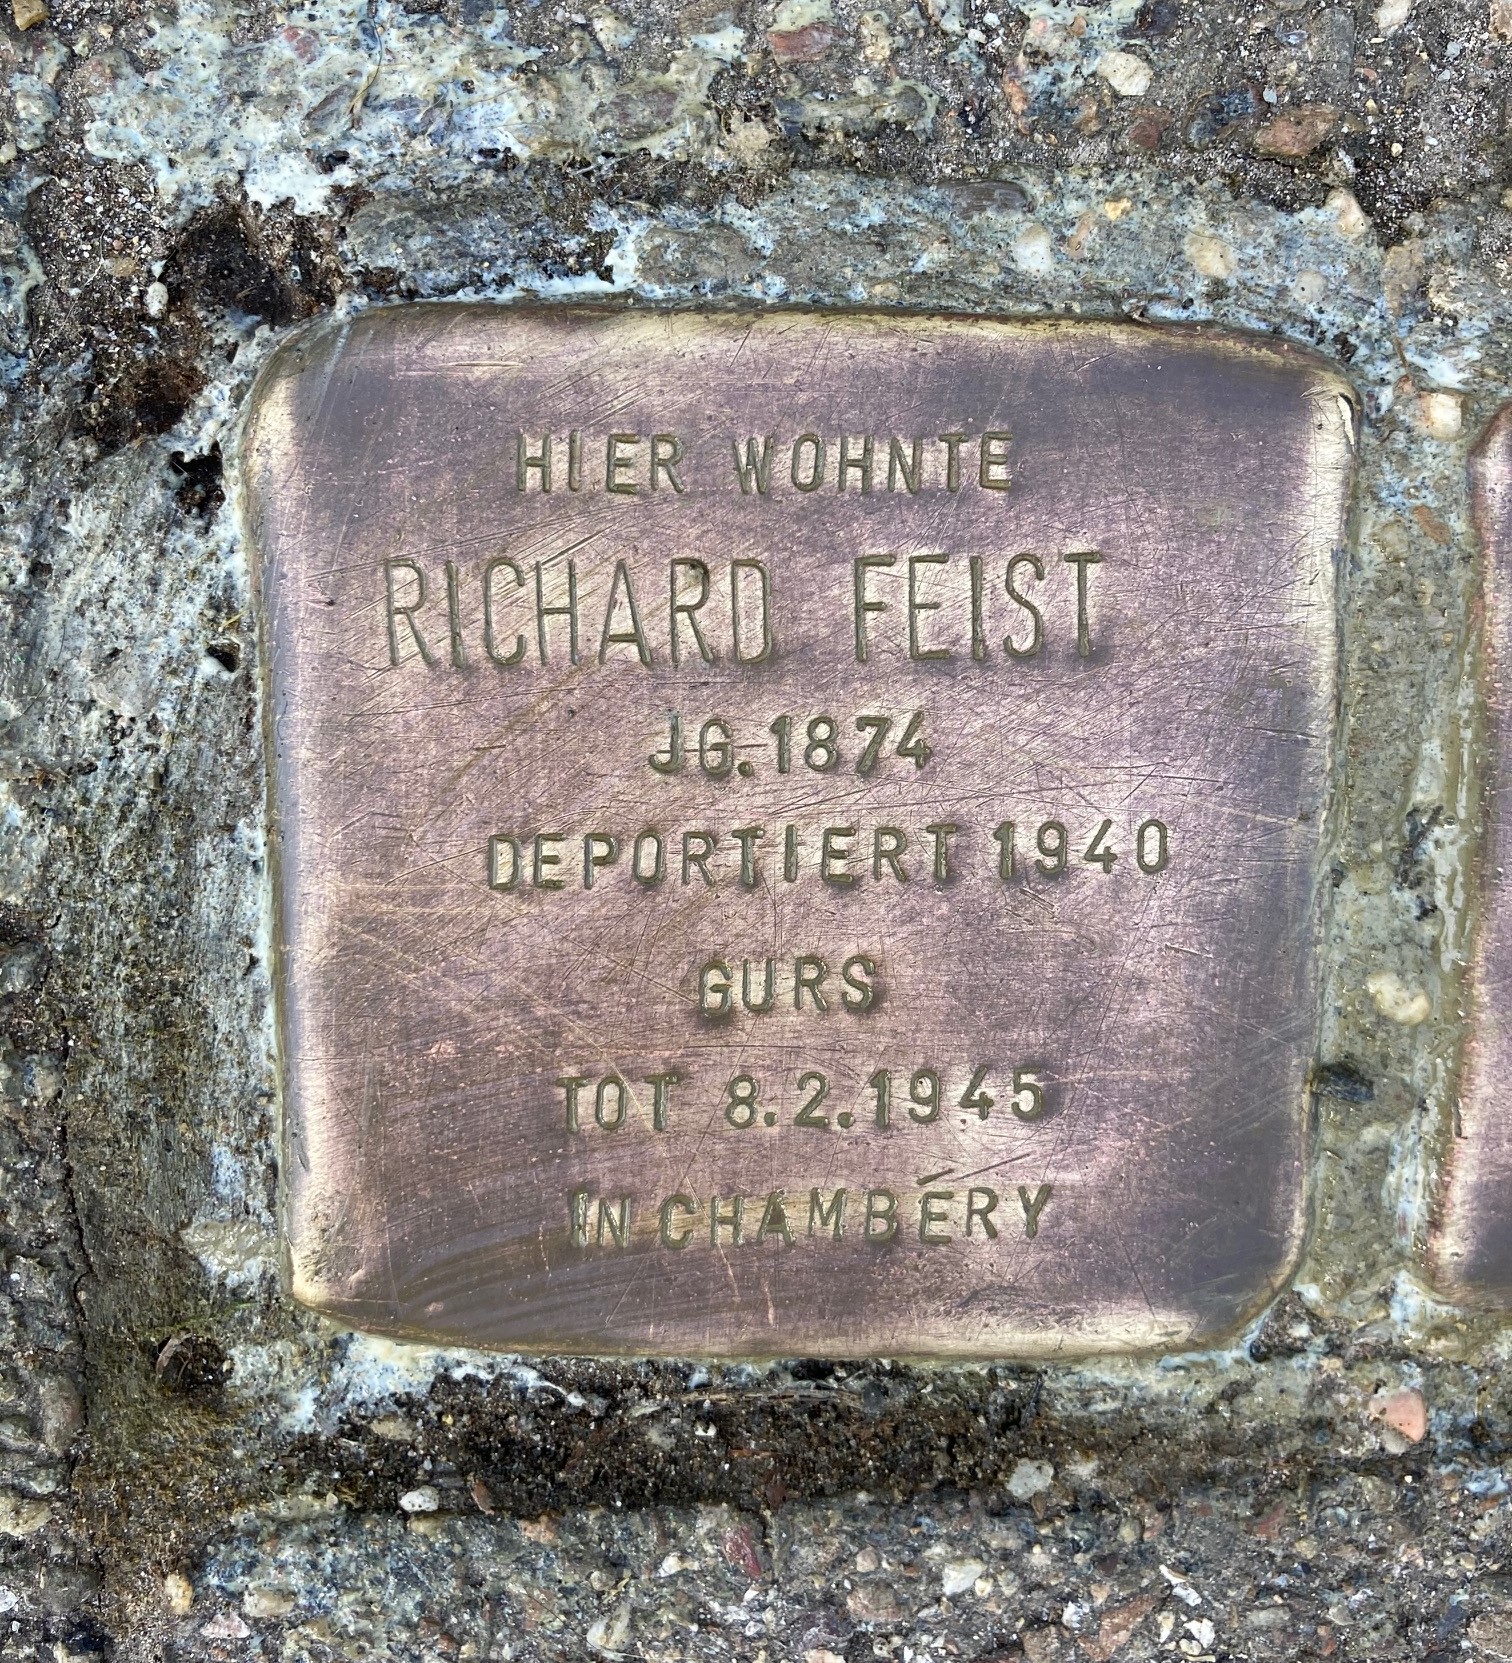 HIER WOHNTE
RICHARD FEIST
JG.1874
DEPORTIERT 1940
GURS
TOT 8.2.1945
IN CHAMBÉRY